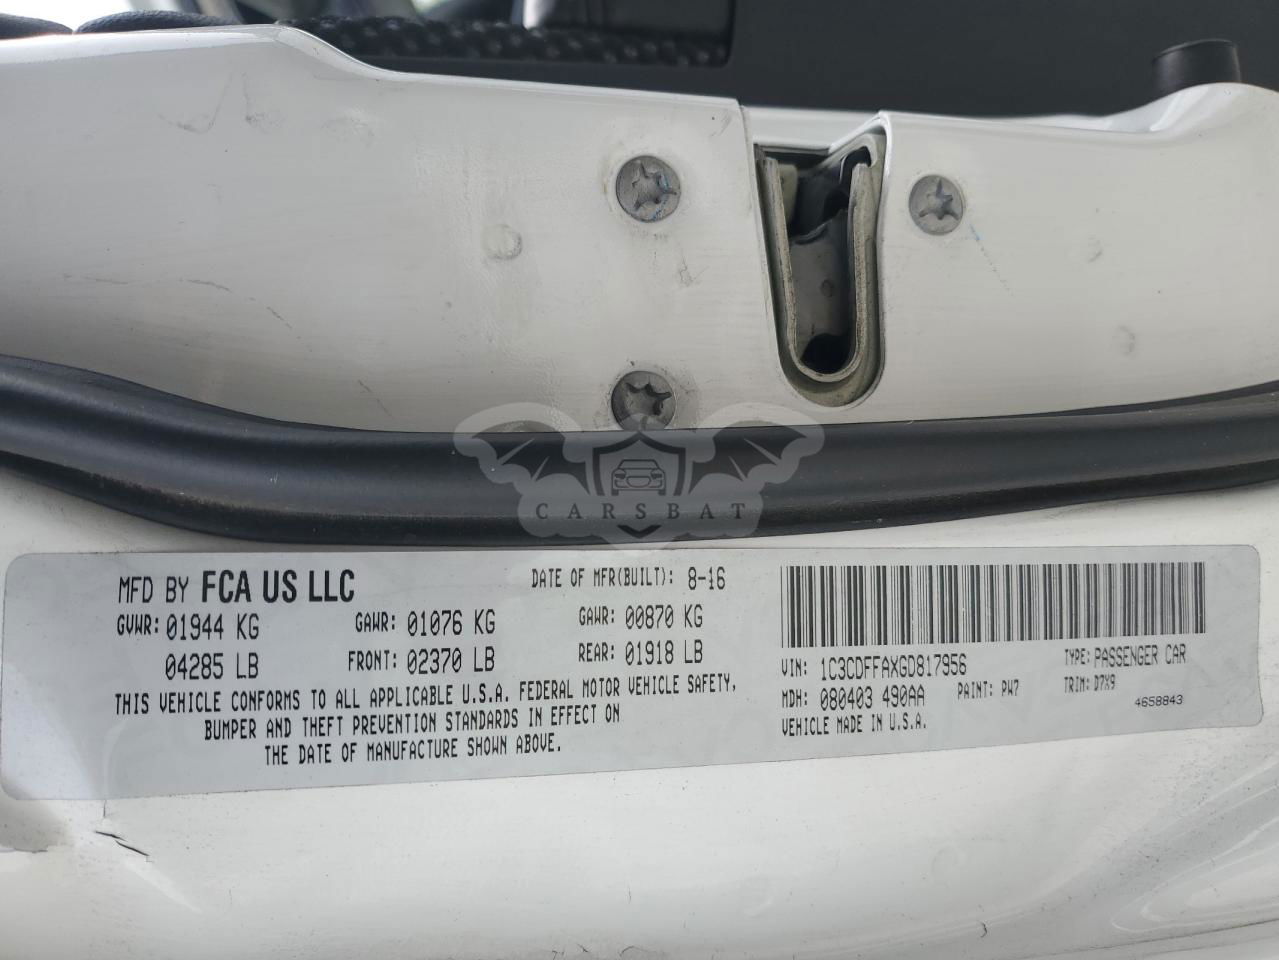 CARSBAT
MFD BY FCA US LLC DATE OF MFR(BUILT): 8-16
GVWR: 01944 KG GAWR: 01076 KG GAWR: 00870 KG
04285 LB FRONT: 02370 LB REAR: 01918 LB
THIS VEHICLE CONFORMS TO ALL APPLICABLE U.S.A. FEDERAL MOTOR VEHICLE SAFETY,
BUMPER AND THEFT PREVENTION STANDARDS IN EFFECT ON
THE DATE OF MANUFACTURE SHOWN ABOVE.
VIN: 1C3CDFFAXGD817956 TYPE: PASSENGER CAR
MDH: 080403 490AA PAINT: PW7 TRIM: D7X9
VEHICLE MADE IN U.S.A. 4658843